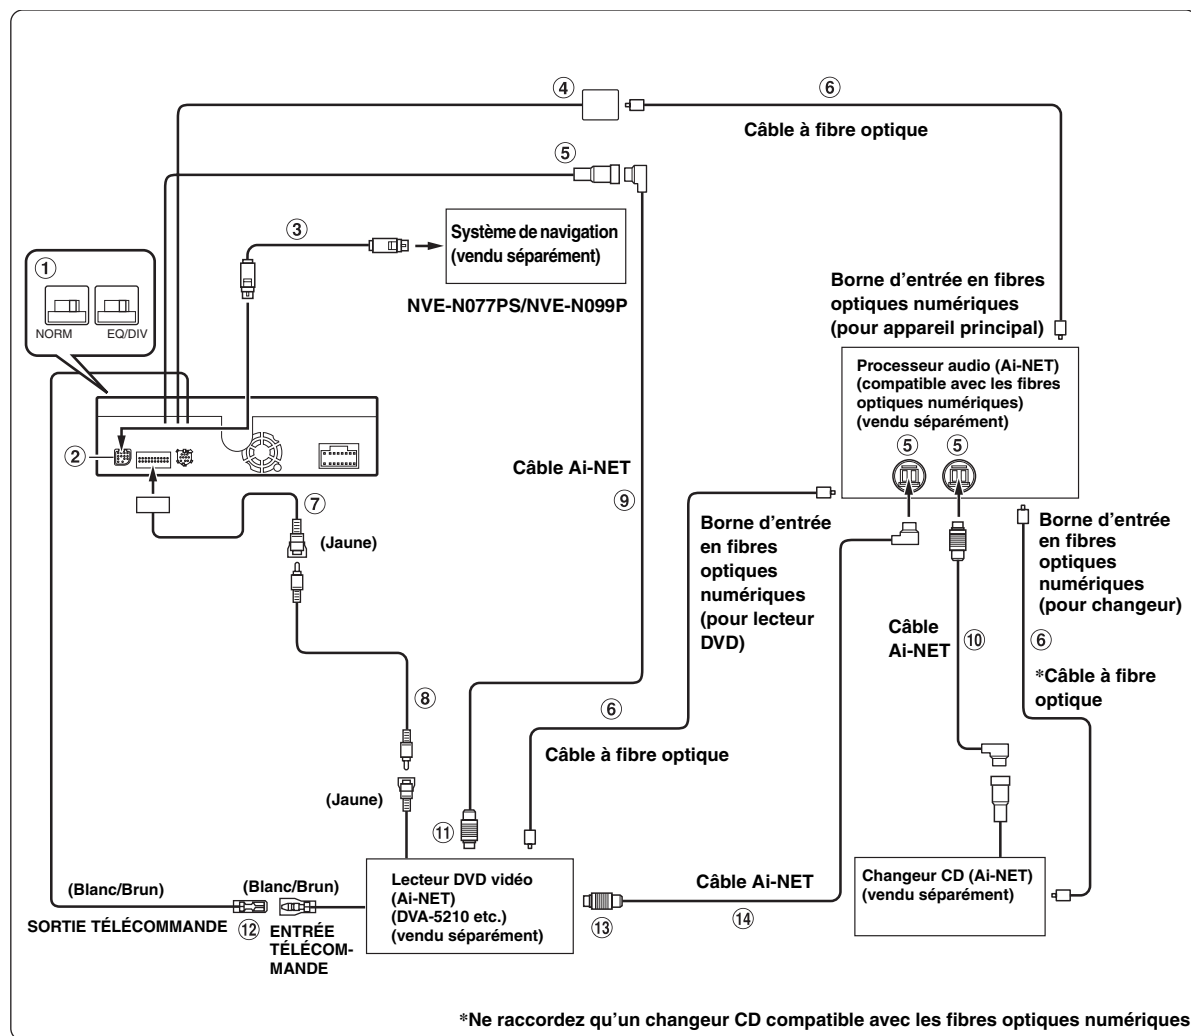 ④
⑥
Câble à fibre optique
⑤
③
Système de navigation
(vendu séparément)
NVE-N077PS/NVE-N099P
①
NORM
EQ/DIV
Borne d'entrée en fibres
optiques numériques
(pour appareil principal)
Processeur audio (Ai-NET)
(compatible avec les fibres
optiques numériques)
(vendu séparément)
⑤
⑤
②
Câble Ai-NET
⑨
⑦
(Jaune)
Borne d'entrée
en fibres
optiques
numériques
(pour lecteur
DVD)
Borne d'entrée
en fibres
optiques
numériques
(pour changeur)
Câble
Ai-NET
⑩
⑥
*Câble à fibre
optique
⑧
⑥
Câble à fibre optique
(Jaune)
⑪
(Blanc/Brun)
SORTIE TÉLÉCOMMANDE
⑫
(Blanc/Brun)
ENTRÉE
TÉLÉCOM-
MANDE
Lecteur DVD vidéo
(Ai-NET)
(DVA-5210 etc.)
(vendu séparément)
⑬
Câble Ai-NET
⑭
Changeur CD (Ai-NET)
(vendu séparément)
*Ne raccordez qu'un changeur CD compatible avec les fibres optiques numériques